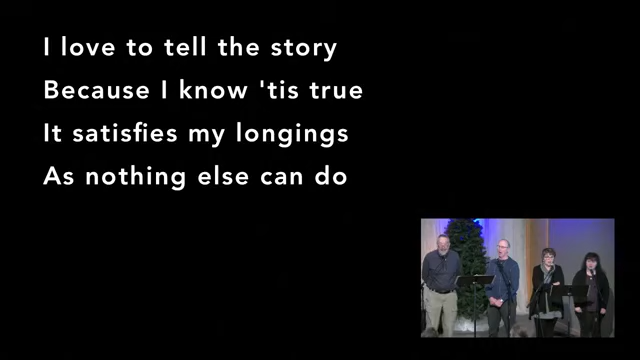 I love to tell the story
Because I know 'tis true
It satisfies my longings
As nothing else can do